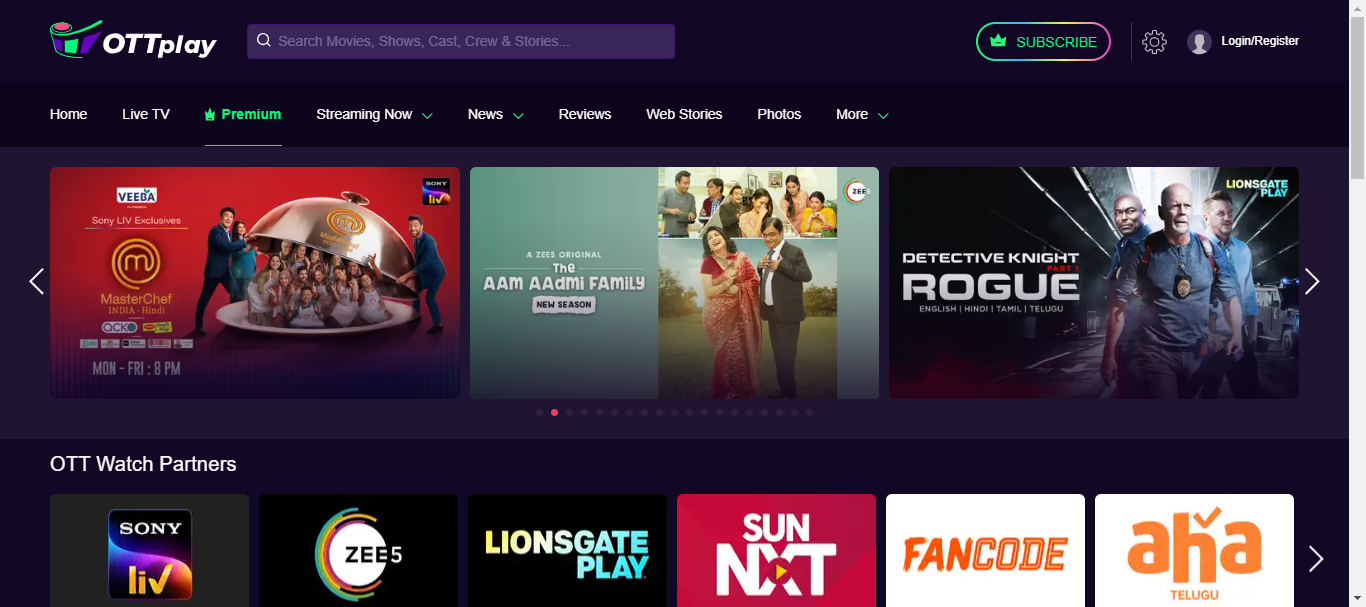 OTTplay
Search Movies, Shows, Cast, Crew & Stories...
SUBSCRIBE
Login/Register
Home
Live TV
Premium
Streaming Now
News
Reviews
Web Stories
Photos
More
VEEBA
Sony LIV Exclusives
MasterChef
INDIA - Hindi
ACKO
MON - FRI : 8 PM
MasterChef
SONY
liv
A ZEE5 ORIGINAL
The
AAM AADMI FAMILY
NEW SEASON
ZEE5
LIONSGATE
PLAY
DETECTIVE KNIGHT
PART 1
ROGUE
ENGLISH | HINDI | TAMIL | TELUGU
OTT Watch Partners
SONY
liv
ZEE5
LIONSGATE
PLAY
SUN
NXT
FANCODE
aha
TELUGU